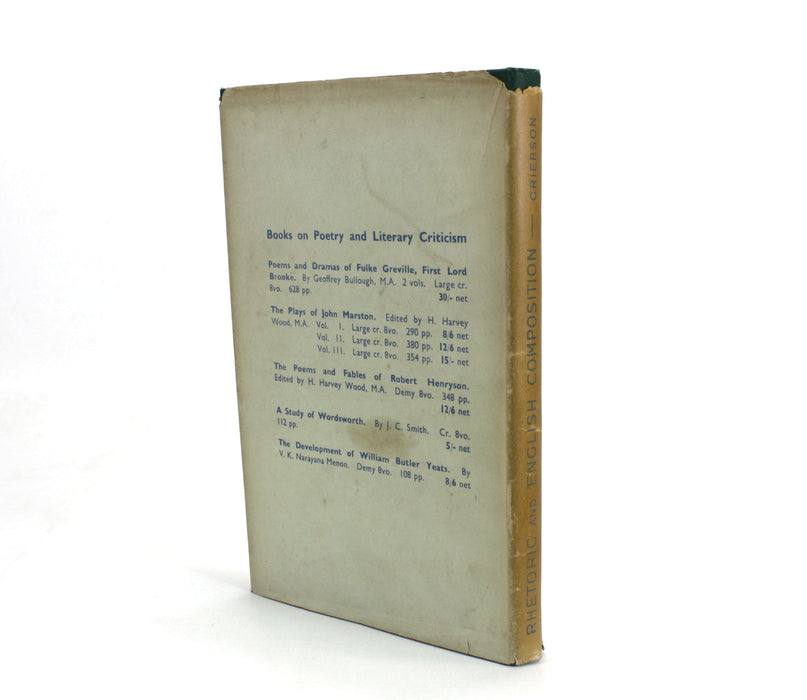 Books on Poetry and Literary Criticism
Poems and Dramas of Fulke Greville, First Lord
Brooke. By Geoffrey Bullough, M.A. 2 vols. Large cr.
8vo. 628 pp. 30/- net
The Plays of John Marston. Edited by H. Harvey
Wood, M.A. Vol. I. Large cr. 8vo. 290 pp. 8/6 net
Vol. II. Large cr. 8vo. 380 pp. 12/6 net
Vol. III. Large cr. 8vo. 354 pp. 15/- net
The Poems and Fables of Robert Henryson.
Edited by H. Harvey Wood, M.A. Demy 8vo. 348 pp.
12/6 net
A Study of Wordsworth. By J. C. Smith. Cr. 8vo.
112 pp. 5/- net
The Development of William Butler Yeats. By
V. K. Narayana Menon. Demy 8vo. 108 pp. 8/6 net
RHETORIC AND ENGLISH COMPOSITION — GRIERSON